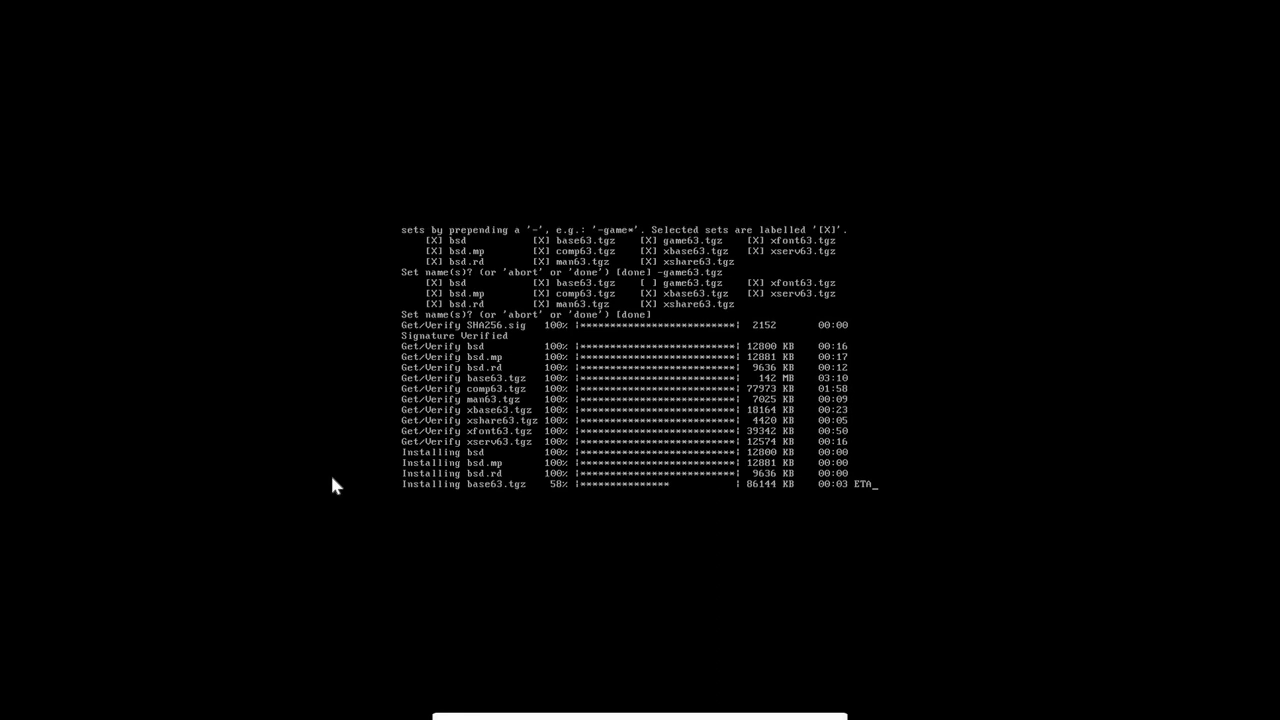 sets by prepending a '-', e.g.: '-game*'. Selected sets are labelled '[X]'.
[X] bsd [X] base63.tgz [X] game63.tgz [X] xfont63.tgz
[X] bsd.mp [X] comp63.tgz [X] xbase63.tgz [X] xserv63.tgz
[X] bsd.rd [X] man63.tgz [X] xshare63.tgz
Set name(s)? (or 'abort' or 'done') [done] -game63.tgz
[X] bsd [X] base63.tgz [ ] game63.tgz [X] xfont63.tgz
[X] bsd.mp [X] comp63.tgz [X] xbase63.tgz [X] xserv63.tgz
[X] bsd.rd [X] man63.tgz [X] xshare63.tgz
Set name(s)? (or 'abort' or 'done') [done]
Get/Verify SHA256.sig 100% |**************************| 2152 00:00
Signature Verified
Get/Verify bsd 100% |**************************| 12800 KB 00:16
Get/Verify bsd.mp 100% |**************************| 12881 KB 00:17
Get/Verify bsd.rd 100% |**************************| 9636 KB 00:12
Get/Verify base63.tgz 100% |**************************| 142 MB 03:10
Get/Verify comp63.tgz 100% |**************************| 77973 KB 01:58
Get/Verify man63.tgz 100% |**************************| 7025 KB 00:09
Get/Verify xbase63.tgz 100% |**************************| 18164 KB 00:23
Get/Verify xshare63.tgz 100% |**************************| 4420 KB 00:05
Get/Verify xfont63.tgz 100% |**************************| 39342 KB 00:50
Get/Verify xserv63.tgz 100% |**************************| 12574 KB 00:16
Installing bsd 100% |**************************| 12800 KB 00:00
Installing bsd.mp 100% |**************************| 12881 KB 00:00
Installing bsd.rd 100% |**************************| 9636 KB 00:00
Installing base63.tgz 58% |*************** | 86144 KB 00:03 ETA_